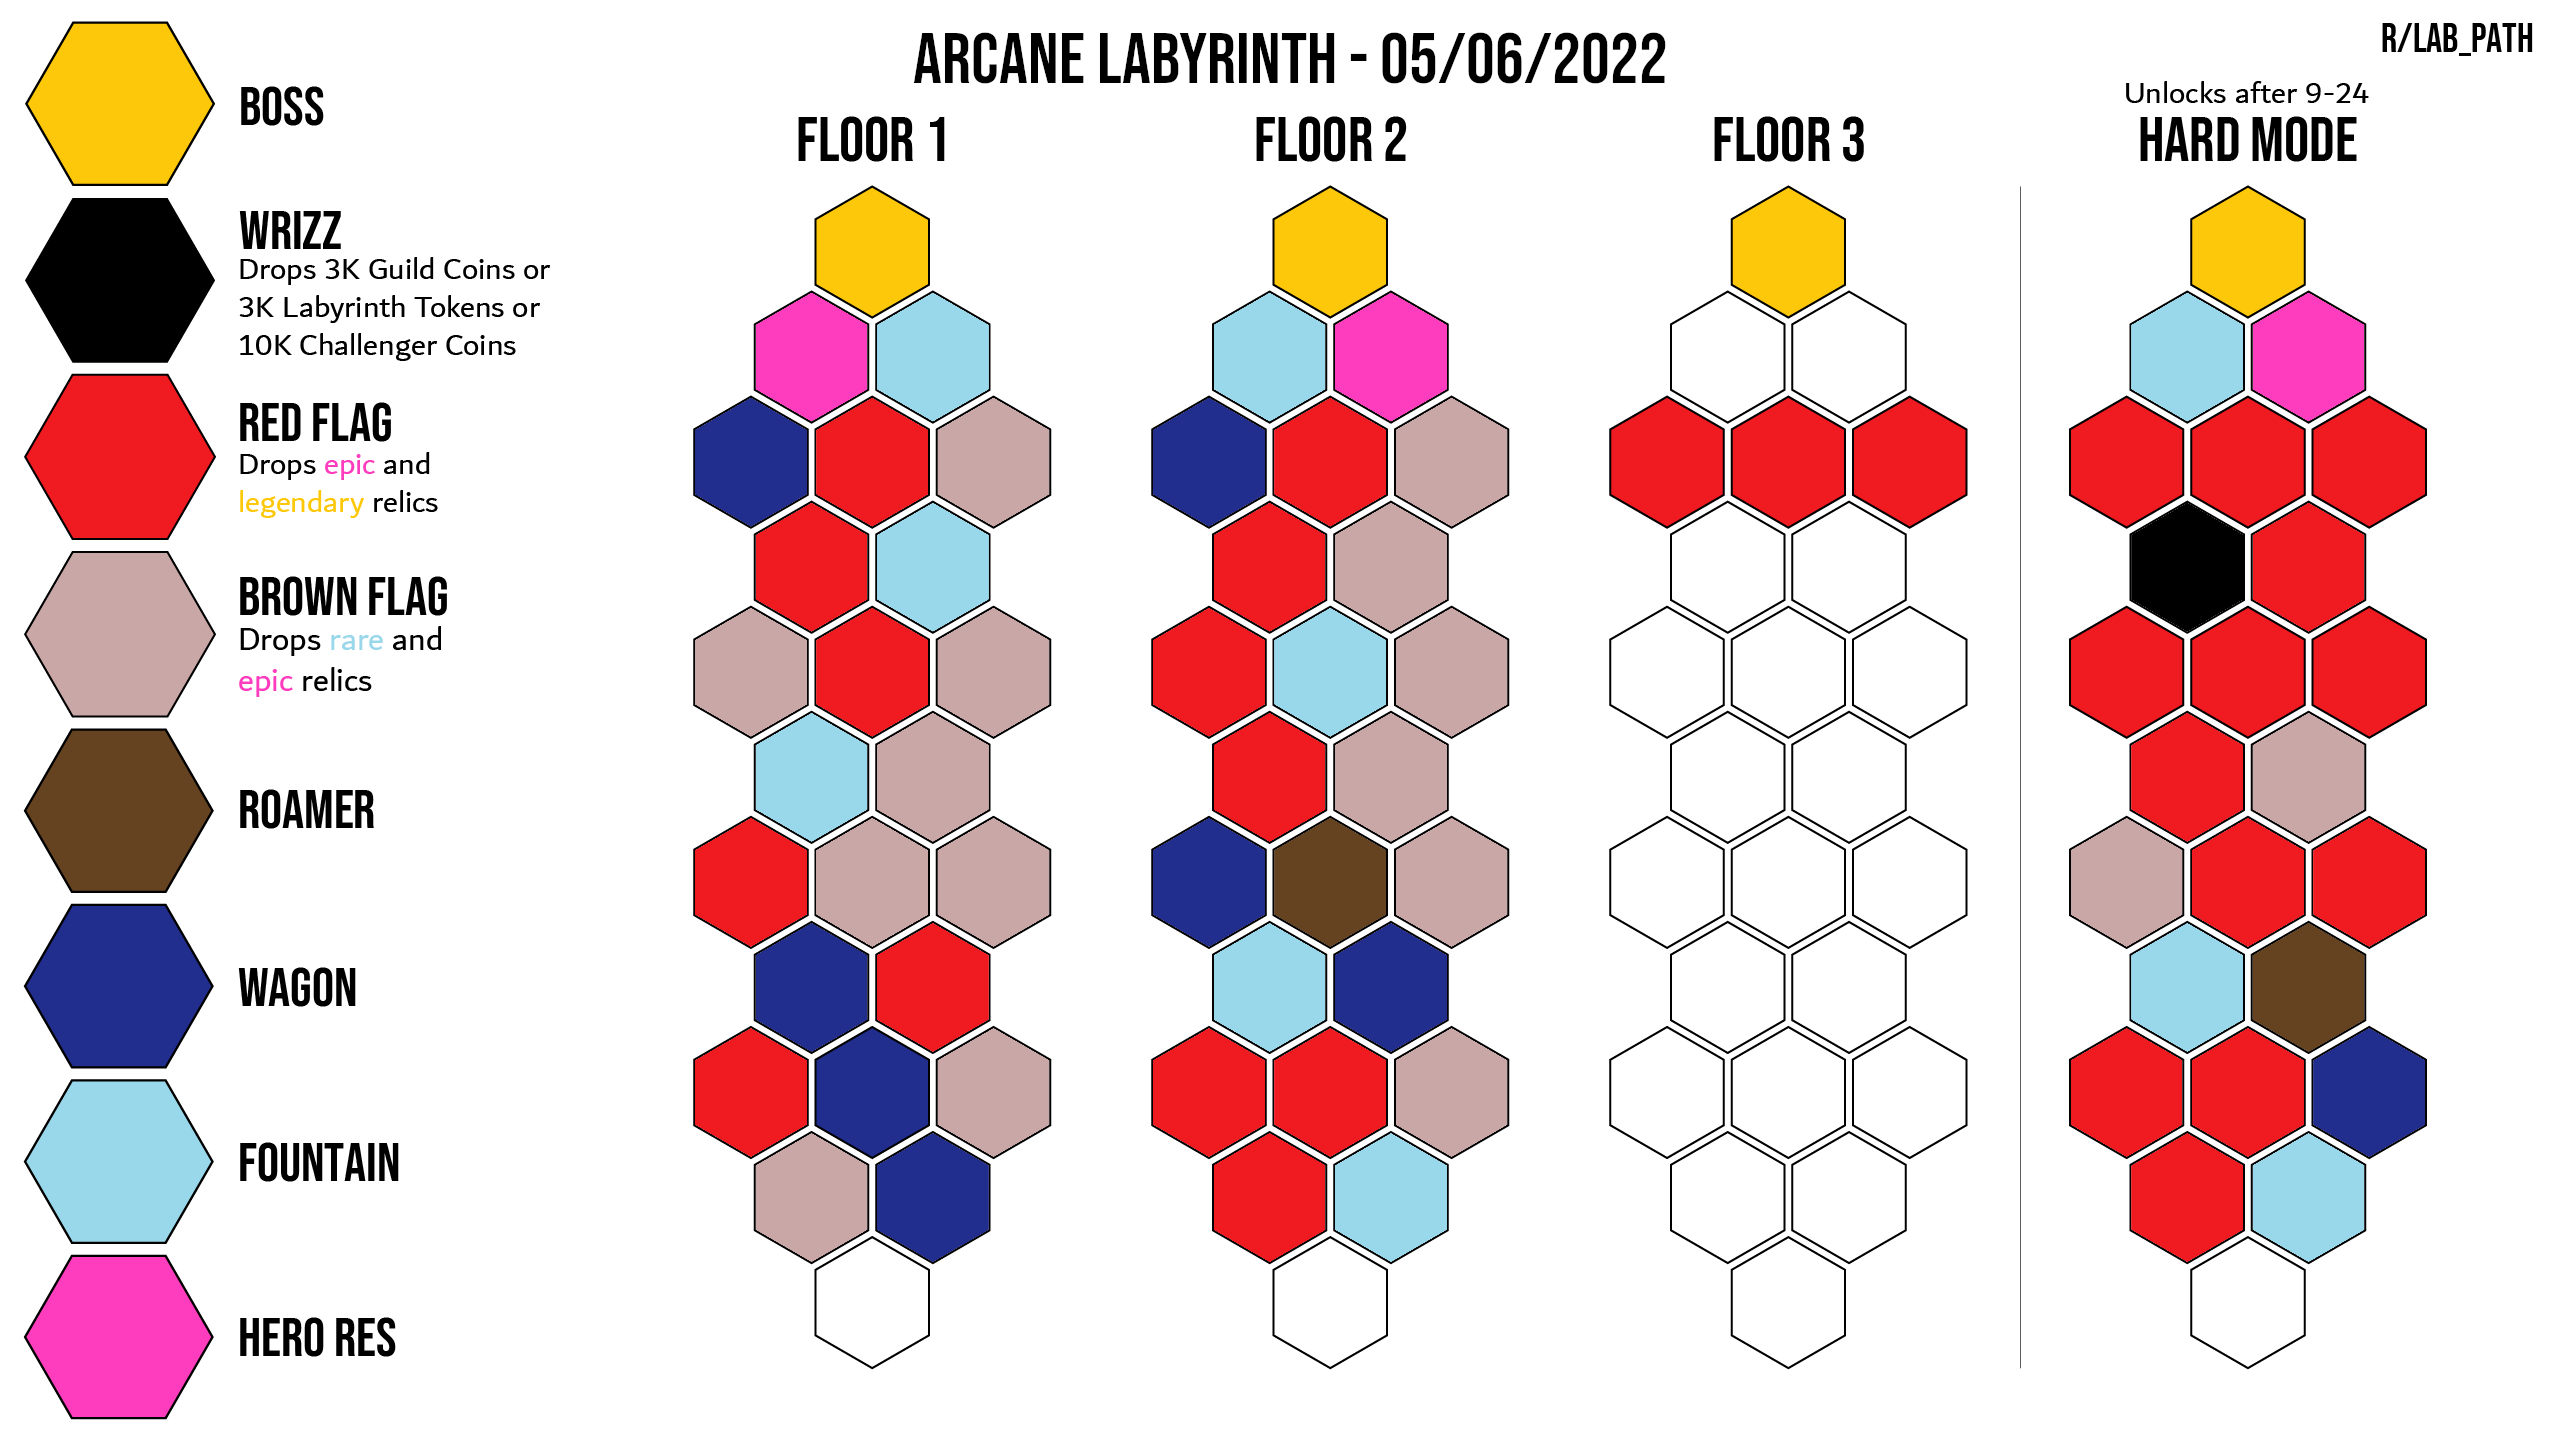 ARCANE LABYRINTH - 05/06/2022
R/LAB_PATH
BOSS
WRIZZ
Drops 3K Guild Coins or
3K Labyrinth Tokens or
10K Challenger Coins
RED FLAG
Drops epic and
legendary relics
BROWN FLAG
Drops rare and
epic relics
ROAMER
WAGON
FOUNTAIN
HERO RES
FLOOR 1
FLOOR 2
FLOOR 3
Unlocks after 9-24
HARD MODE